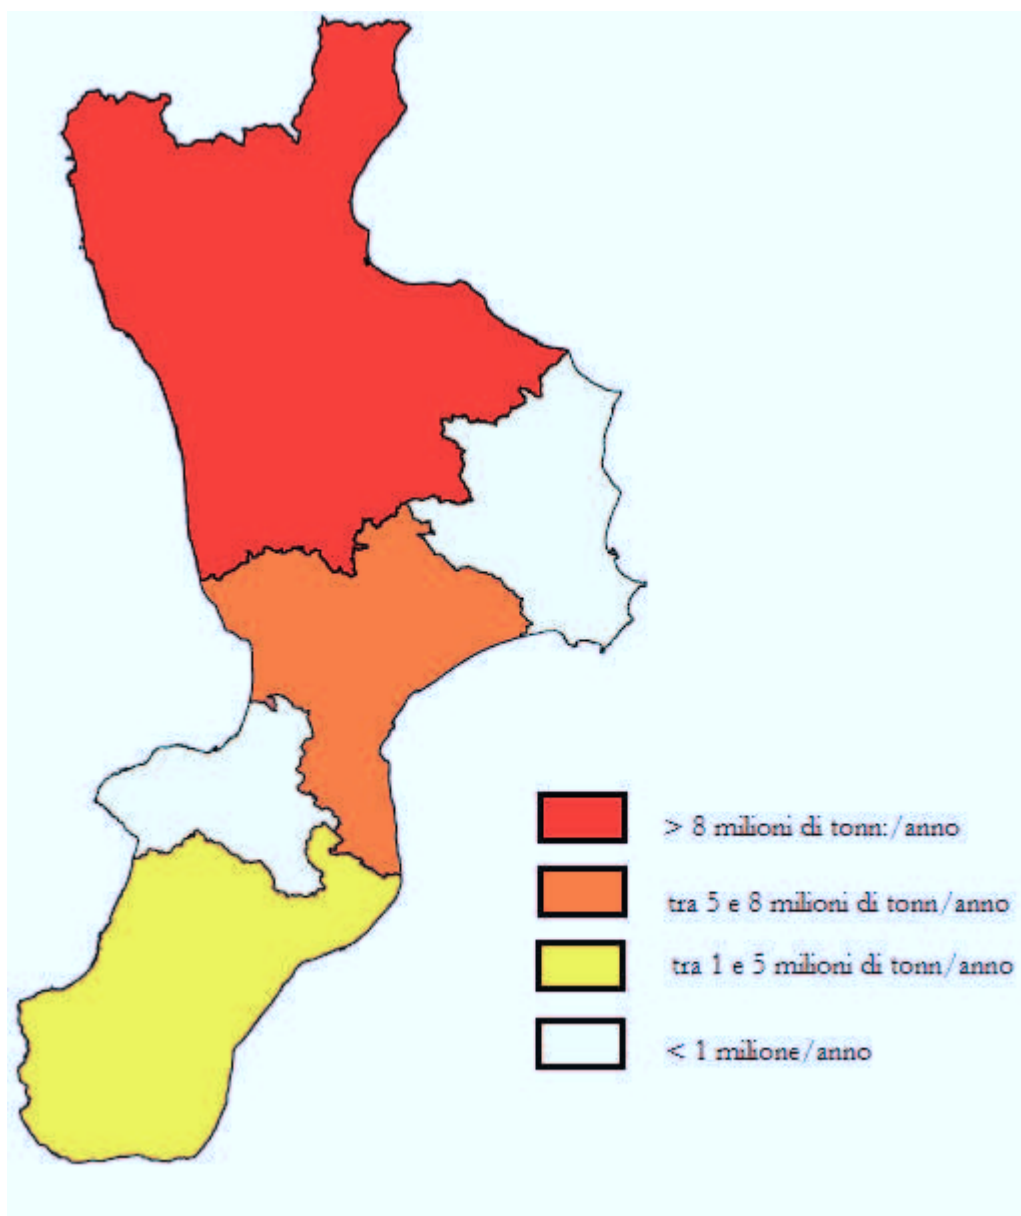 > 8 milioni di tonn:/anno
tra 5 e 8 milioni di tonn/anno
tra 1 e 5 milioni di tonn/anno
< 1 milione/anno